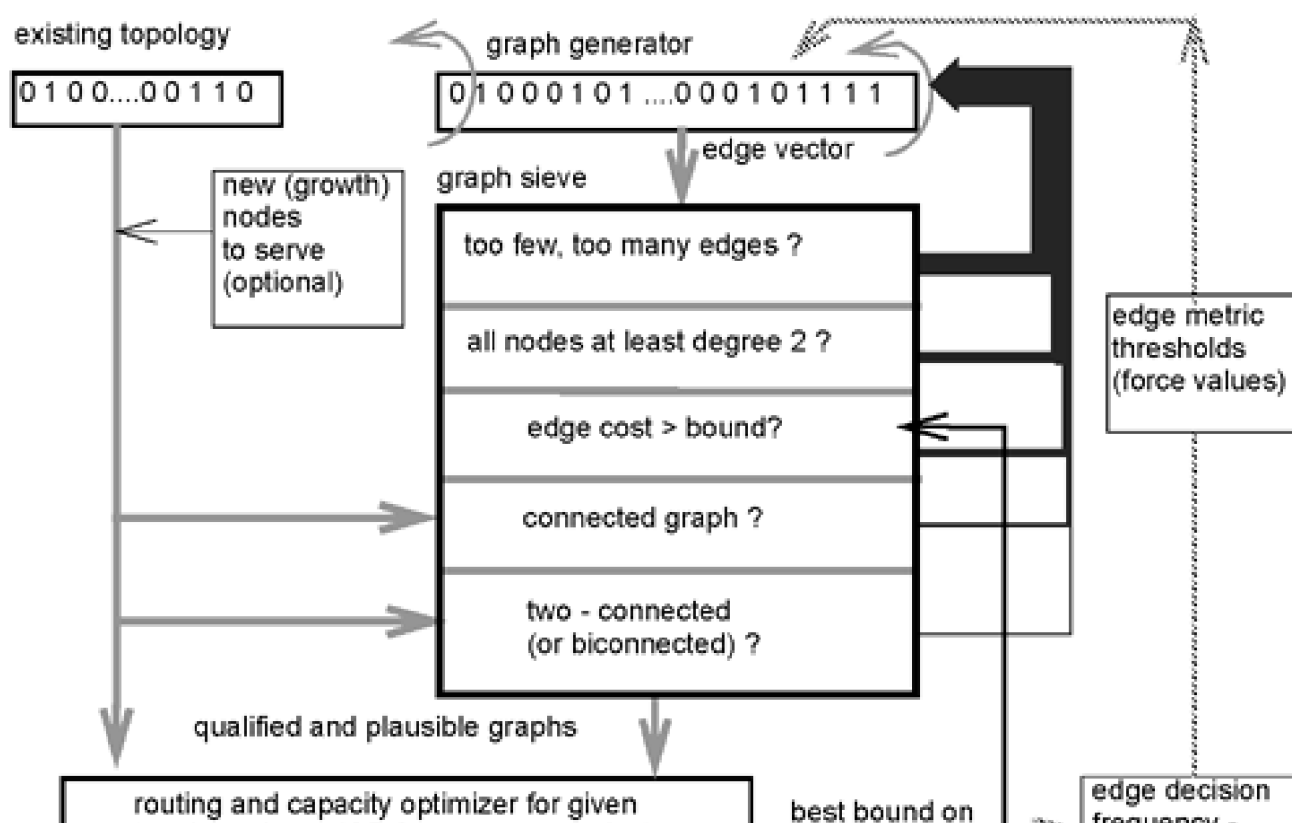 existing topology
graph generator
0 1 0 0....0 0 1 1 0
0 1 0 0 0 1 0 1 ....0 0 0 1 0 1 1 1 1
edge vector
graph sieve
new (growth)
nodes
to serve
(optional)
too few, too many edges ?
all nodes at least degree 2 ?
edge metric
thresholds
(force values)
edge cost > bound?
connected graph ?
two - connected
(or biconnected) ?
qualified and plausible graphs
routing and capacity optimizer for given
best bound on
edge decision
frequency -